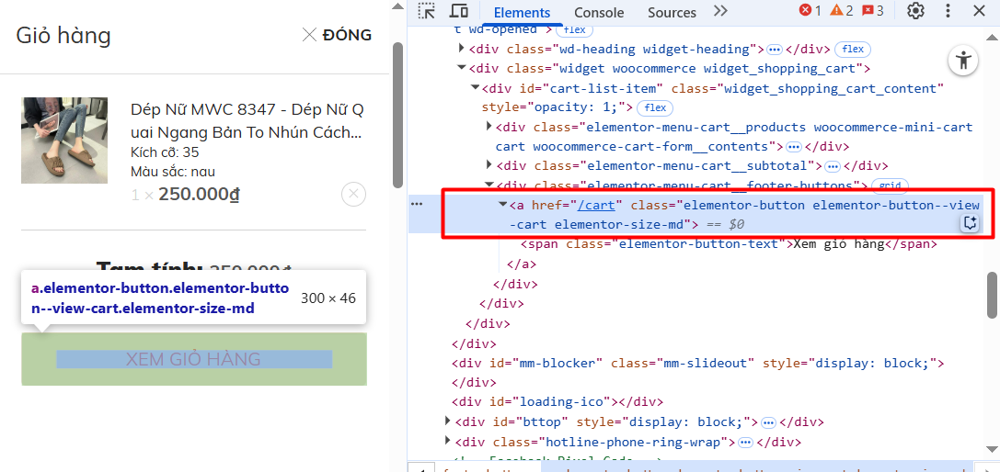 Giỏ hàng
ĐÓNG
Dép Nữ MWC 8347 - Dép Nữ Q
uai Ngang Bản To Nhún Cách...
Kích cỡ: 35
Màu sắc: nau
1 × 250.000₫
Tạm tính: 250.000₫
a.elementor-button.elementor-butto
n--view-cart.elementor-size-md
300 × 46
XEM GIỎ HÀNG
Elements
Console
Sources
1
2
3
t wd-opened"> flex
<div class="wd-heading widget-heading"> </div> flex
<div class="widget woocommerce widget_shopping_cart">
<div id="cart-list-item" class="widget_shopping_cart_content"
style="opacity: 1;"> flex
<div class="elementor-menu-cart__products woocommerce-mini-cart
cart woocommerce-cart-form__contents"> </div>
<div class="elementor-menu-cart__subtotal"> </div>
<div class="elementor-menu-cart__footer-buttons"> grid
<a href="/cart" class="elementor-button elementor-button--view
-cart elementor-size-md"> == $0
<span class="elementor-button-text">Xem giỏ hàng</span>
</a>
</div>
</div>
</div>
</div>
<div id="mm-blocker" class="mm-slideout" style="display: block;">
</div>
<div id="loading-ico"></div>
<div id="bttop" style="display: block;"> </div>
<div class="hotline-phone-ring-wrap"> </div>
<!-- Facebook Pixel Code -->